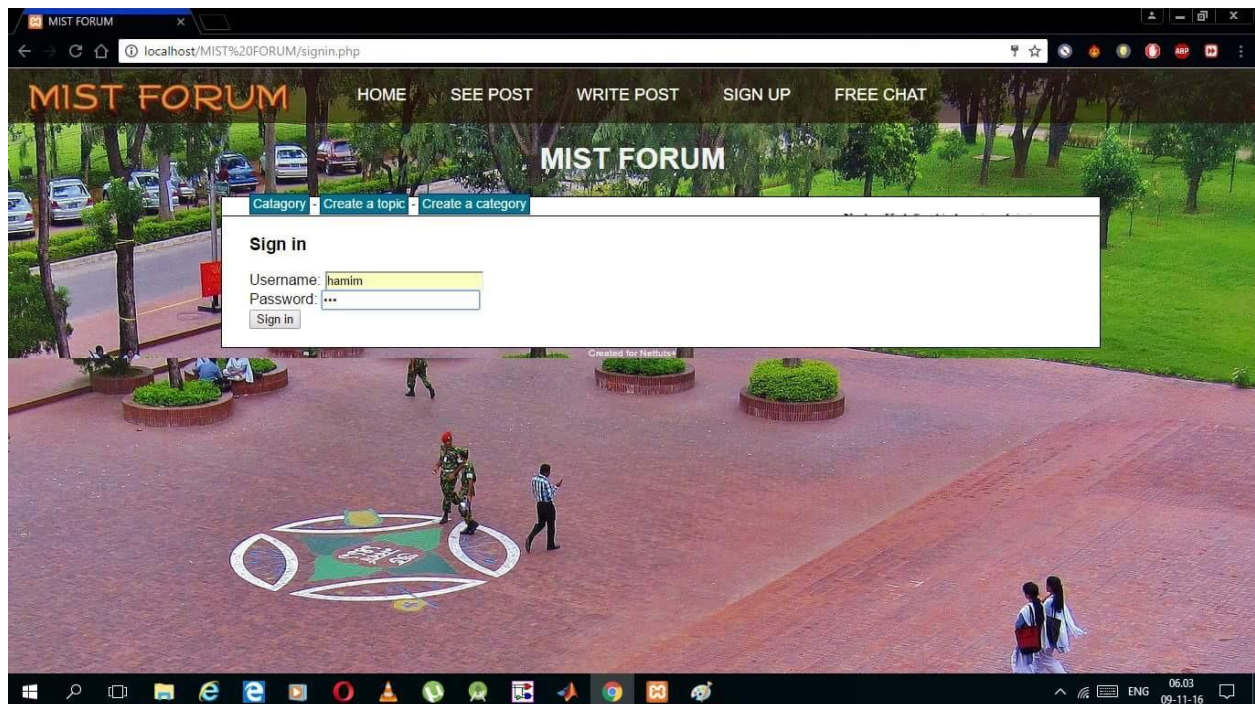 MIST FORUM
localhost/MIST%20FORUM/signin.php
ABP
MIST FORUM HOME SEE POST WRITE POST SIGN UP FREE CHAT
MIST FORUM
Catagory - Create a topic - Create a category
Sign in
Username: hamim
Password: •••
Sign in
Created for Nettuts+
ENG
06.03
09-11-16